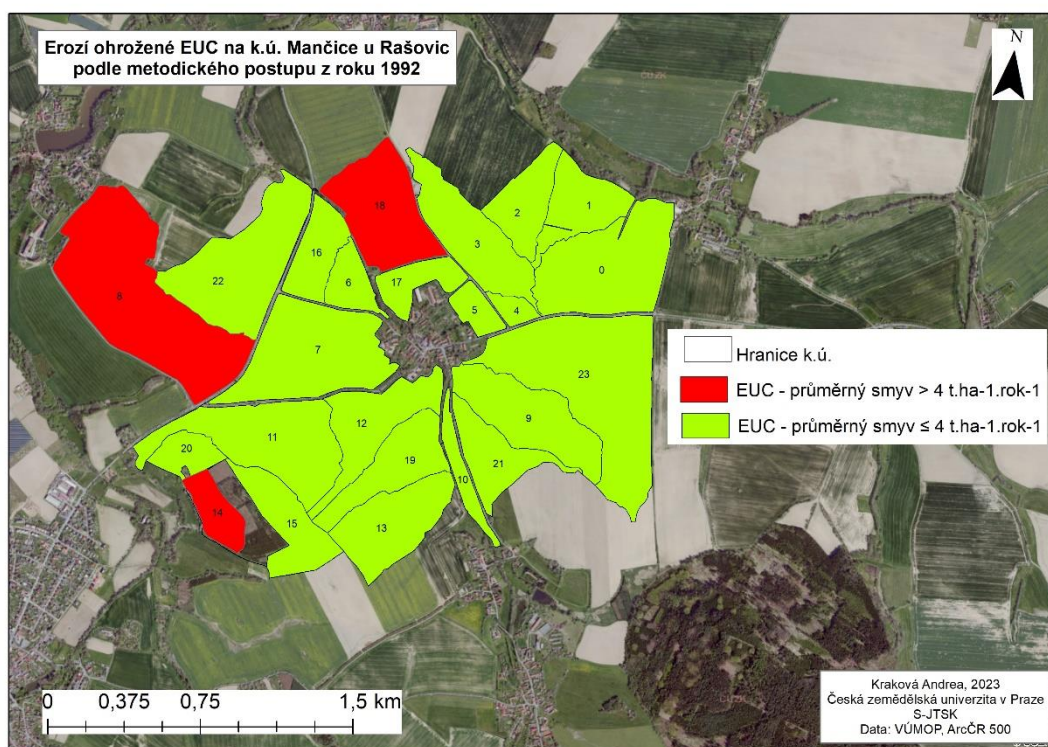 Erozí ohrožené EUC na k.ú. Mančice u Rašovic
podle metodického postupu z roku 1992
N
18
2
1
3
8
16
22
6
0
17
5
4
7
23
12
9
11
20
19
21
10
14
15
13
Hranice k.ú.
EUC - průměrný smyv > 4 t.ha-1.rok-1
EUC - průměrný smyv ≤ 4 t.ha-1.rok-1
0 0,375 0,75 1,5 km
Kraková Andrea, 2023
Česká zemědělská univerzita v Praze
S-JTSK
Data: VÚMOP, ArcČR 500